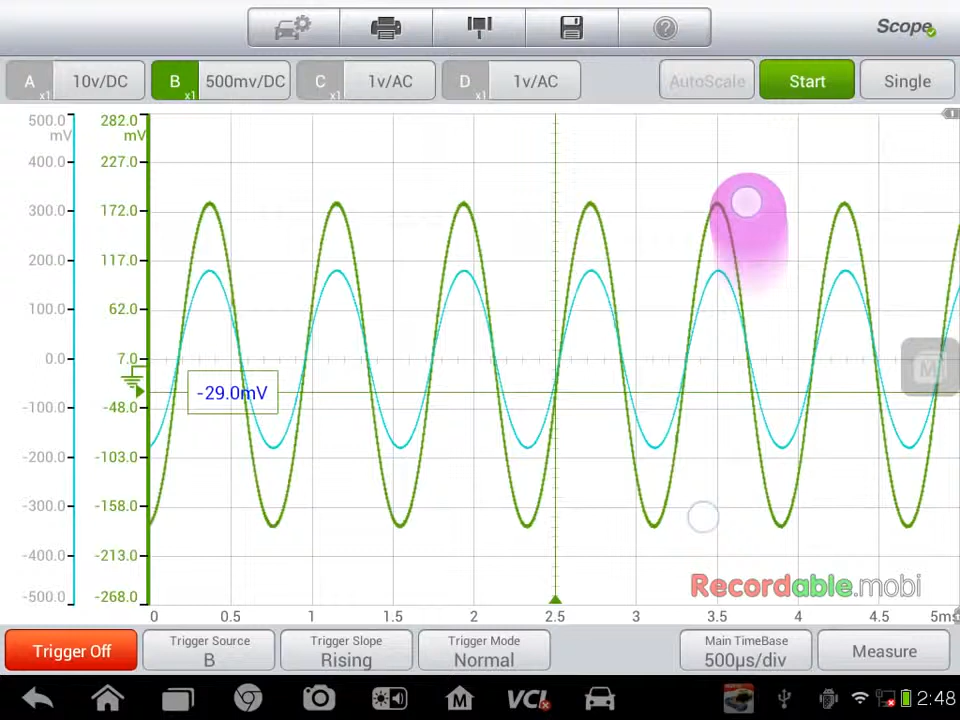 Scope
A x1 10v/DC B x1 500mv/DC C x1 1v/AC D x1 1v/AC AutoScale Start Single
500.0 mV
400.0
300.0
200.0
100.0
0.0
-100.0
-200.0
-300.0
-400.0
-500.0
282.0 mV
227.0
172.0
117.0
62.0
7.0
-48.0
-103.0
-158.0
-213.0
-268.0
-29.0mV
M
Recordable.mobi
0 0.5 1 1.5 2 2.5 3 3.5 4 4.5 5ms
Trigger Off
Trigger Source
B
Trigger Slope
Rising
Trigger Mode
Normal
Main TimeBase
500µs/div
Measure
M VCI 2:48